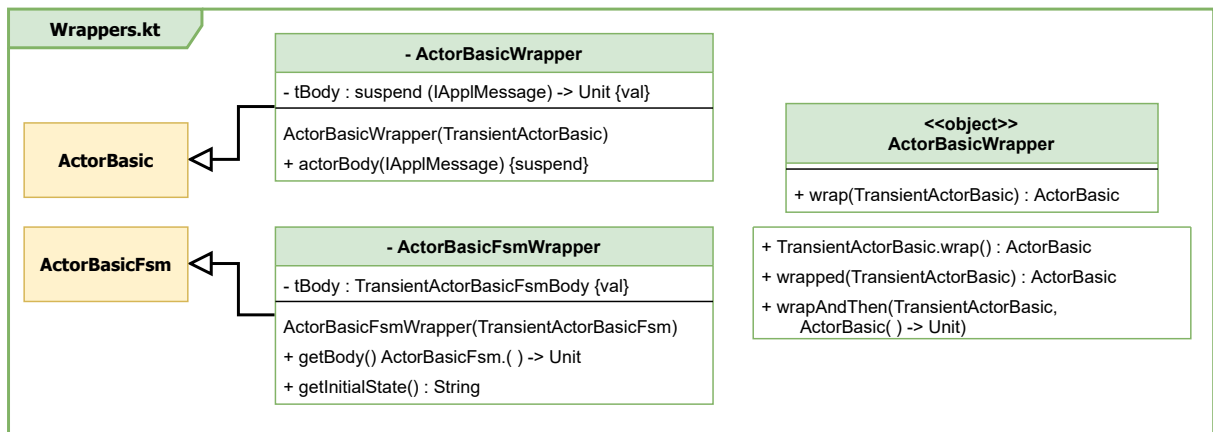 Wrappers.kt
- ActorBasicWrapper
- tBody : suspend (IApplMessage) -> Unit {val}
ActorBasicWrapper(TransientActorBasic)
+ actorBody(IApplMessage) {suspend}
ActorBasic
<<object>>
ActorBasicWrapper
+ wrap(TransientActorBasic) : ActorBasic
ActorBasicFsm
- ActorBasicFsmWrapper
- tBody : TransientActorBasicFsmBody {val}
ActorBasicFsmWrapper(TransientActorBasicFsm)
+ getBody() ActorBasicFsm.( ) -> Unit
+ getInitialState() : String
+ TransientActorBasic.wrap() : ActorBasic
+ wrapped(TransientActorBasic) : ActorBasic
+ wrapAndThen(TransientActorBasic,
ActorBasic( ) -> Unit)